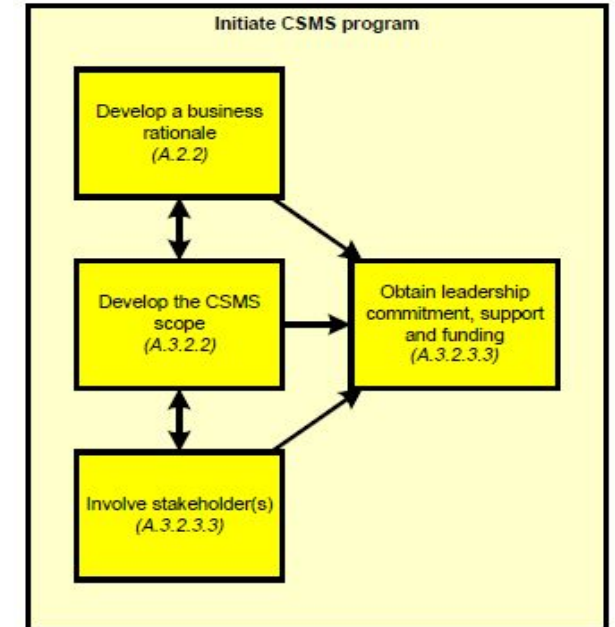 Initiate CSMS program
Develop a business
rationale
(A.2.2)
Develop the CSMS
scope
(A.3.2.2)
Obtain leadership
commitment, support
and funding
(A.3.2.3.3)
Involve stakeholder(s)
(A.3.2.3.3)